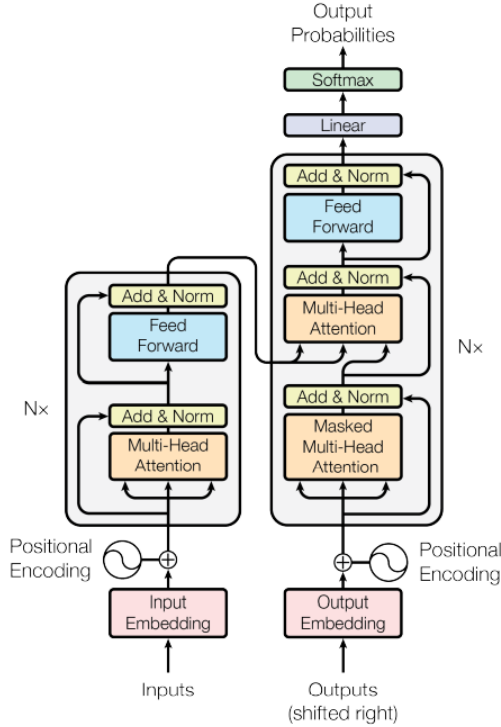 Output
Probabilities
Softmax
Linear
Add & Norm
Feed
Forward
Add & Norm
Multi-Head
Attention
Nx
Add & Norm
Masked
Multi-Head
Attention
Add & Norm
Feed
Forward
Nx
Add & Norm
Multi-Head
Attention
Positional
Encoding
Positional
Encoding
Input
Embedding
Output
Embedding
Inputs
Outputs
(shifted right)